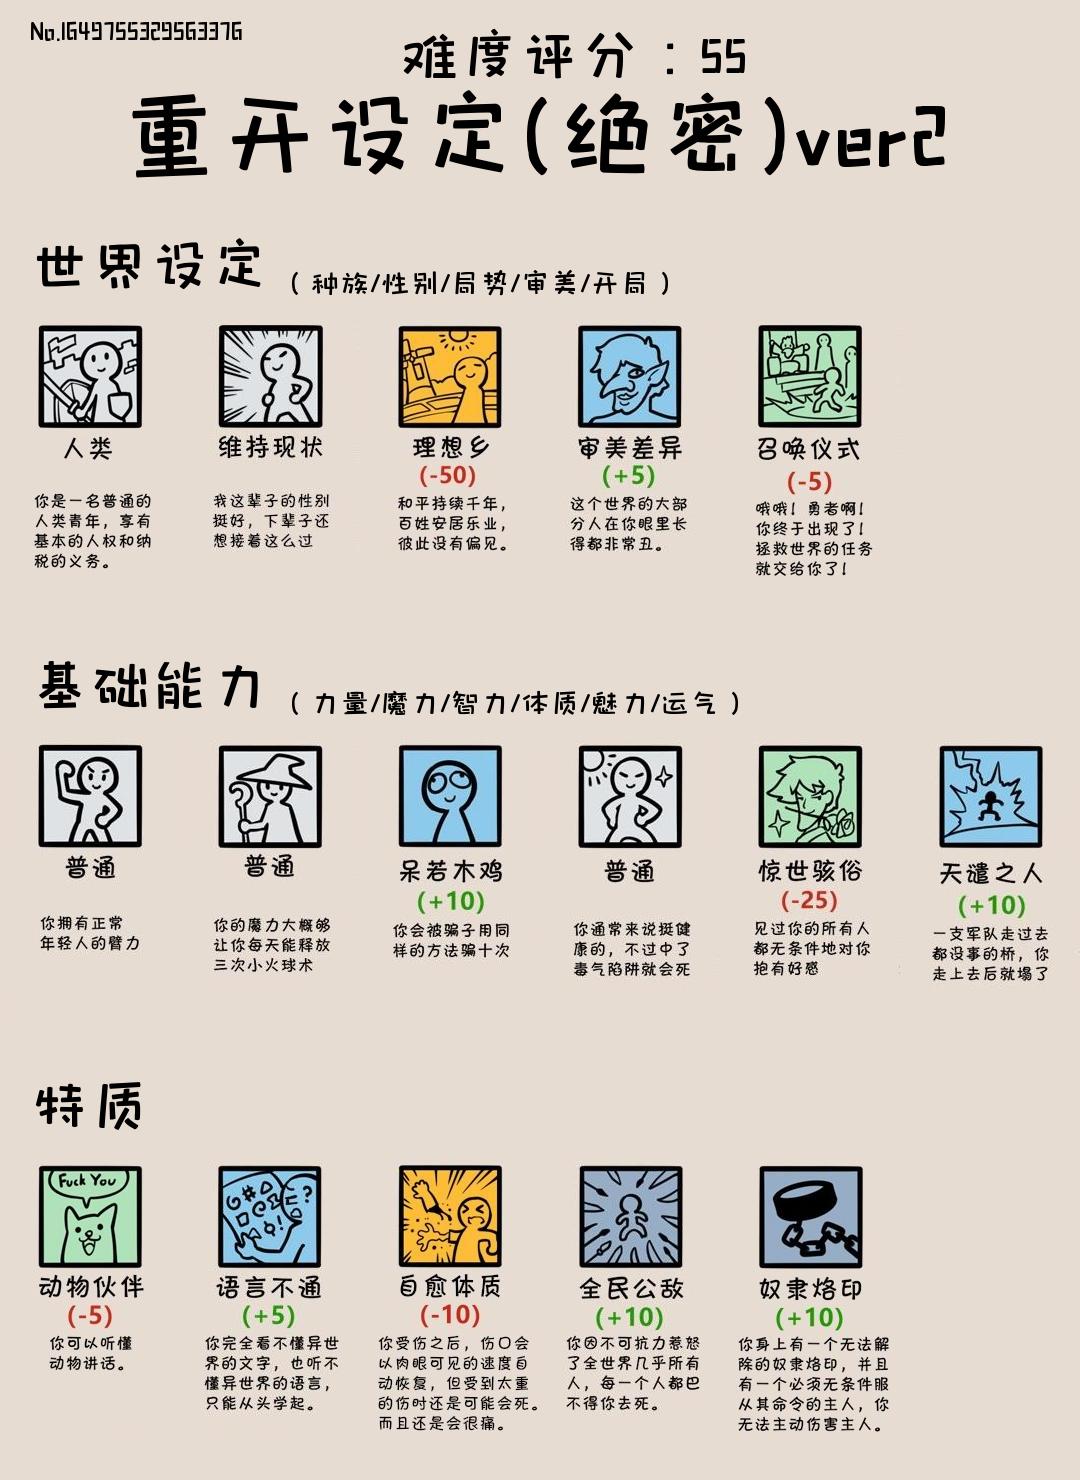 No.1649755329563376
难度评分：55
重开设定(绝密)ver2
世界设定 （种族/性别/局势/审美/开局）
人类
维持现状
理想乡
(-50)
审美差异
(+5)
召唤仪式
(-5)
你是一名普通的
人类青年，享有
基本的人权和纳
税的义务。
我这辈子的性别
挺好，下辈子还
想接着这么过
和平持续千年，
百姓安居乐业，
彼此没有偏见。
这个世界的大部
分人在你眼里长
得都非常丑。
哦哦！勇者啊！
你终于出现了！
拯救世界的任务
就交给你了！
基础能力 （力量/魔力/智力/体质/魅力/运气）
普通
普通
呆若木鸡
(+10)
普通
惊世骇俗
(-25)
天谴之人
(+10)
你拥有正常
年轻人的臂力
你的魔力大概够
让你每天能释放
三次小火球术
你会被骗子用同
样的方法骗十次
你通常来说挺健
康的，不过中了
毒气陷阱就会死
见过你的所有人
都无条件地对你
抱有好感
一支军队走过去
都没事的桥，你
走上去后就塌了
特质
Fuck You
G#
?
!
动物伙伴
(-5)
语言不通
(+5)
自愈体质
(-10)
全民公敌
(+10)
奴隶烙印
(+10)
你可以听懂
动物讲话。
你完全看不懂异世
界的文字，也听不
懂异世界的语言，
只能从头学起。
你受伤之后，伤口会
以肉眼可见的速度自
动恢复，但受到太重
的伤时还是可能会死。
而且还是会很痛。
你因不可抗力惹怒
了全世界几乎所有
人，每一个人都巴
不得你去死。
你身上有一个无法解
除的奴隶烙印，并且
有一个必须无条件服
从其命令的主人，你
无法主动伤害主人。